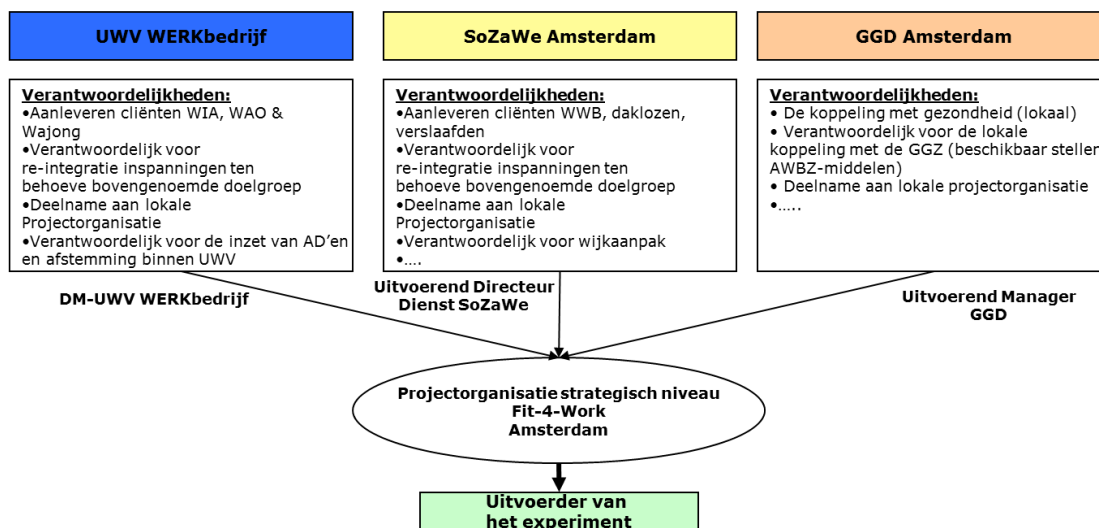 UWV WERKbedrijf
SoZaWe Amsterdam
GGD Amsterdam
Verantwoordelijkheden:
•Aanleveren cliënten WIA, WAO &
Wajong
•Verantwoordelijk voor
re-integratie inspanningen ten
behoeve bovengenoemde doelgroep
•Deelname aan lokale
Projectorganisatie
•Verantwoordelijk voor de inzet van AD’en
en afstemming binnen UWV
Verantwoordelijkheden:
•Aanleveren cliënten WWB, daklozen,
verslaafden
•Verantwoordelijk voor
re-integratie inspanningen ten
behoeve bovengenoemde doelgroep
•Deelname aan lokale
Projectorganisatie
•Verantwoordelijk voor wijkaanpak
•….
Verantwoordelijkheden:
• De koppeling met gezondheid (lokaal)
• Verantwoordelijk voor de lokale
koppeling met de GGZ (beschikbaar stellen
AWBZ-middelen)
• Deelname aan lokale projectorganisatie
•…..
DM-UWV WERKbedrijf
Uitvoerend Directeur
Dienst SoZaWe
Uitvoerend Manager
GGD
Projectorganisatie strategisch niveau
Fit-4-Work
Amsterdam
Uitvoerder van
het experiment